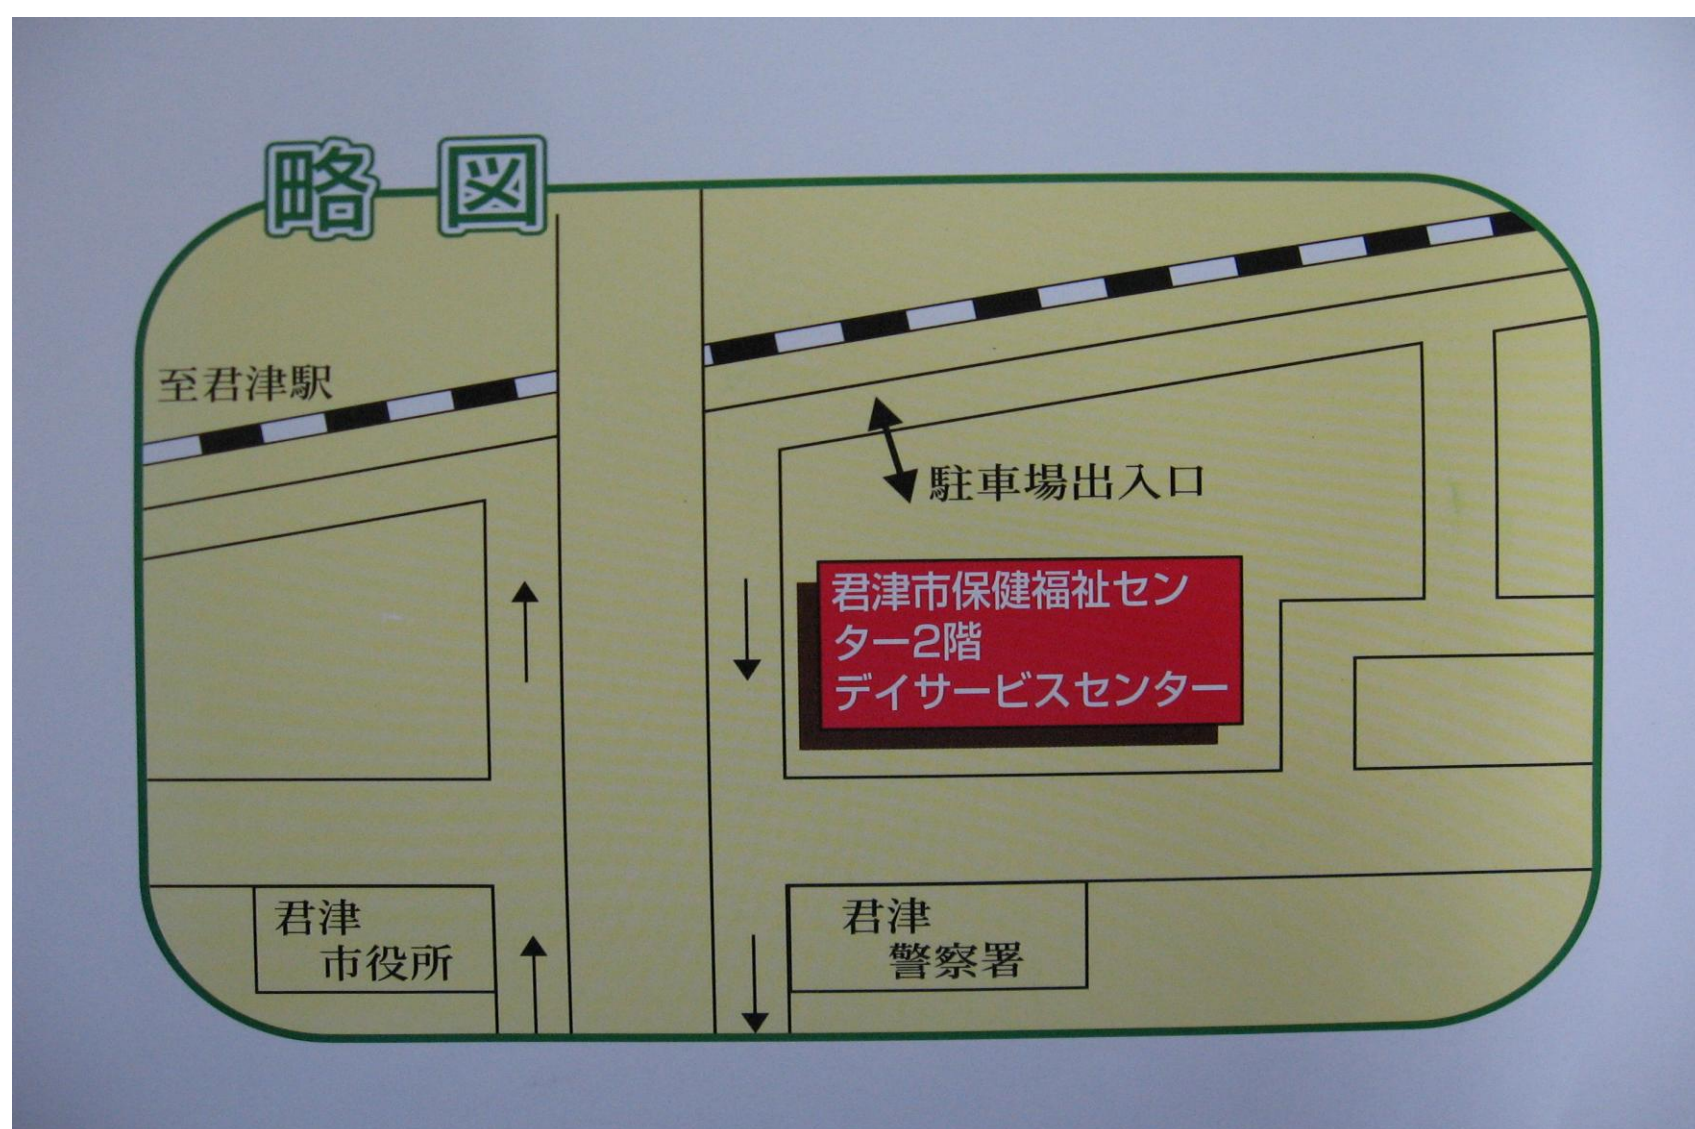 略図
至君津駅
駐車場出入口
君津市保健福祉セン
ター2階
デイサービスセンター
君津
市役所
君津
警察署